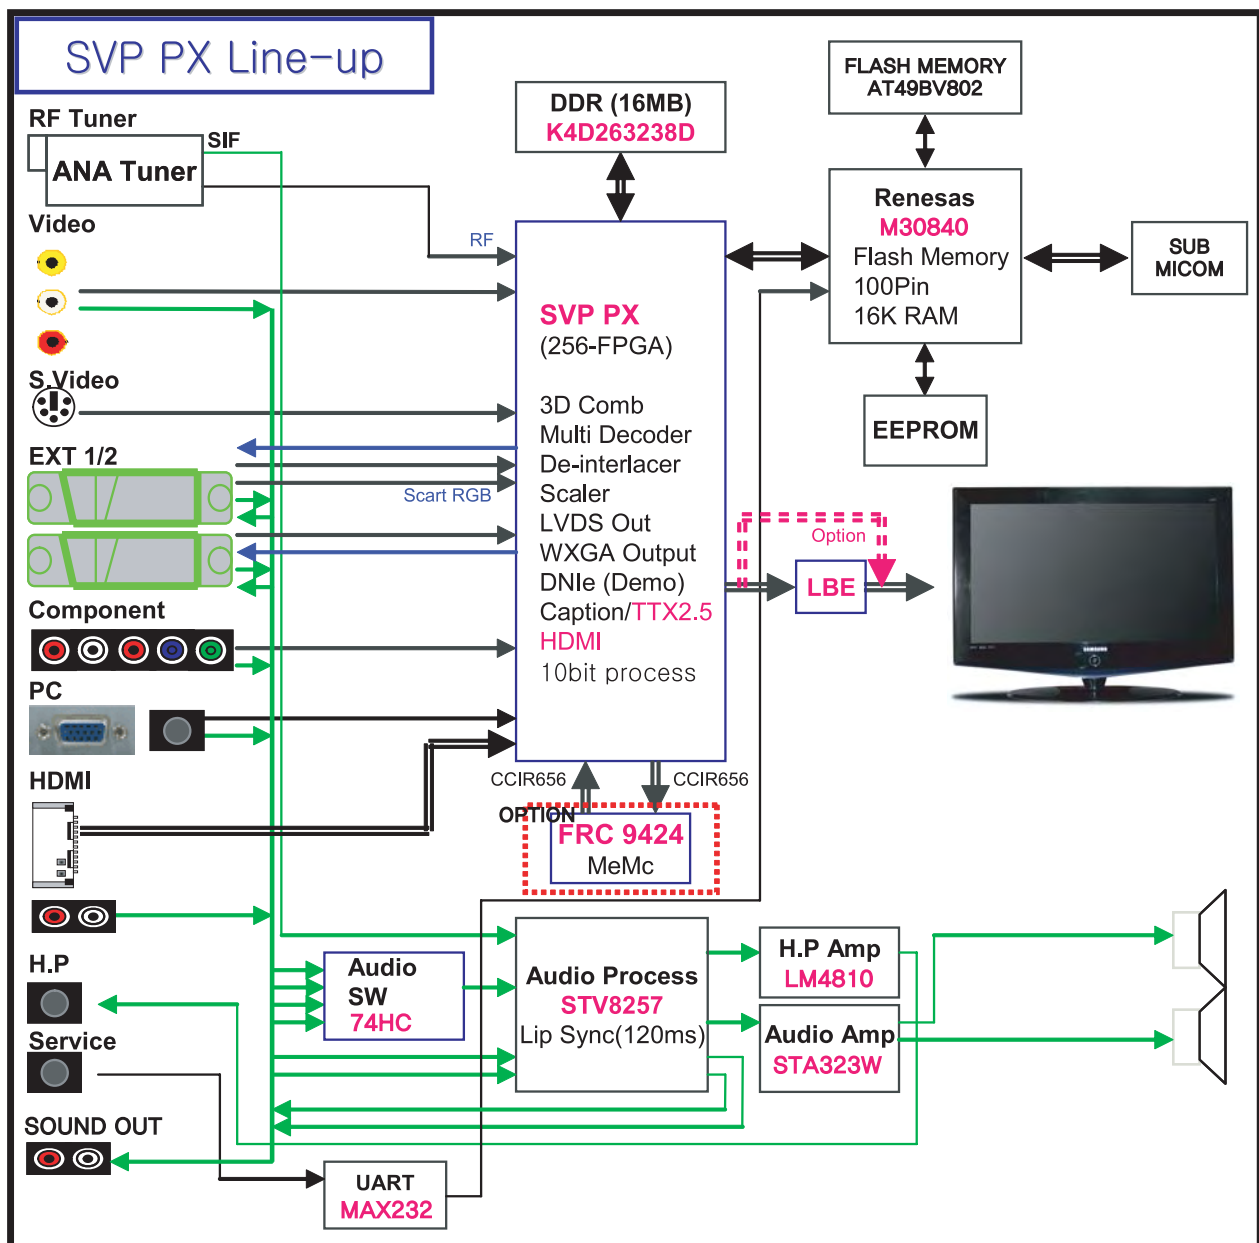 SVP PX Line-up
RF Tuner
SIF
ANA Tuner
Video
S.Video
EXT 1/2
Component
PC
HDMI
H.P
Service
SOUND OUT
RF
Scart RGB
DDR (16MB)
K4D263238D
FLASH MEMORY
AT49BV802
Renesas
M30840
Flash Memory
100Pin
16K RAM
SUB
MICOM
EEPROM
SVP PX
(256-FPGA)
3D Comb
Multi Decoder
De-interlacer
Scaler
LVDS Out
WXGA Output
DNIe (Demo)
Caption/TTX2.5
HDMI
10bit process
Option
LBE
SAMSUNG
CCIR656
CCIR656
OPTION
FRC 9424
MeMc
Audio
SW
74HC
Audio Process
STV8257
Lip Sync(120ms)
H.P Amp
LM4810
Audio Amp
STA323W
UART
MAX232